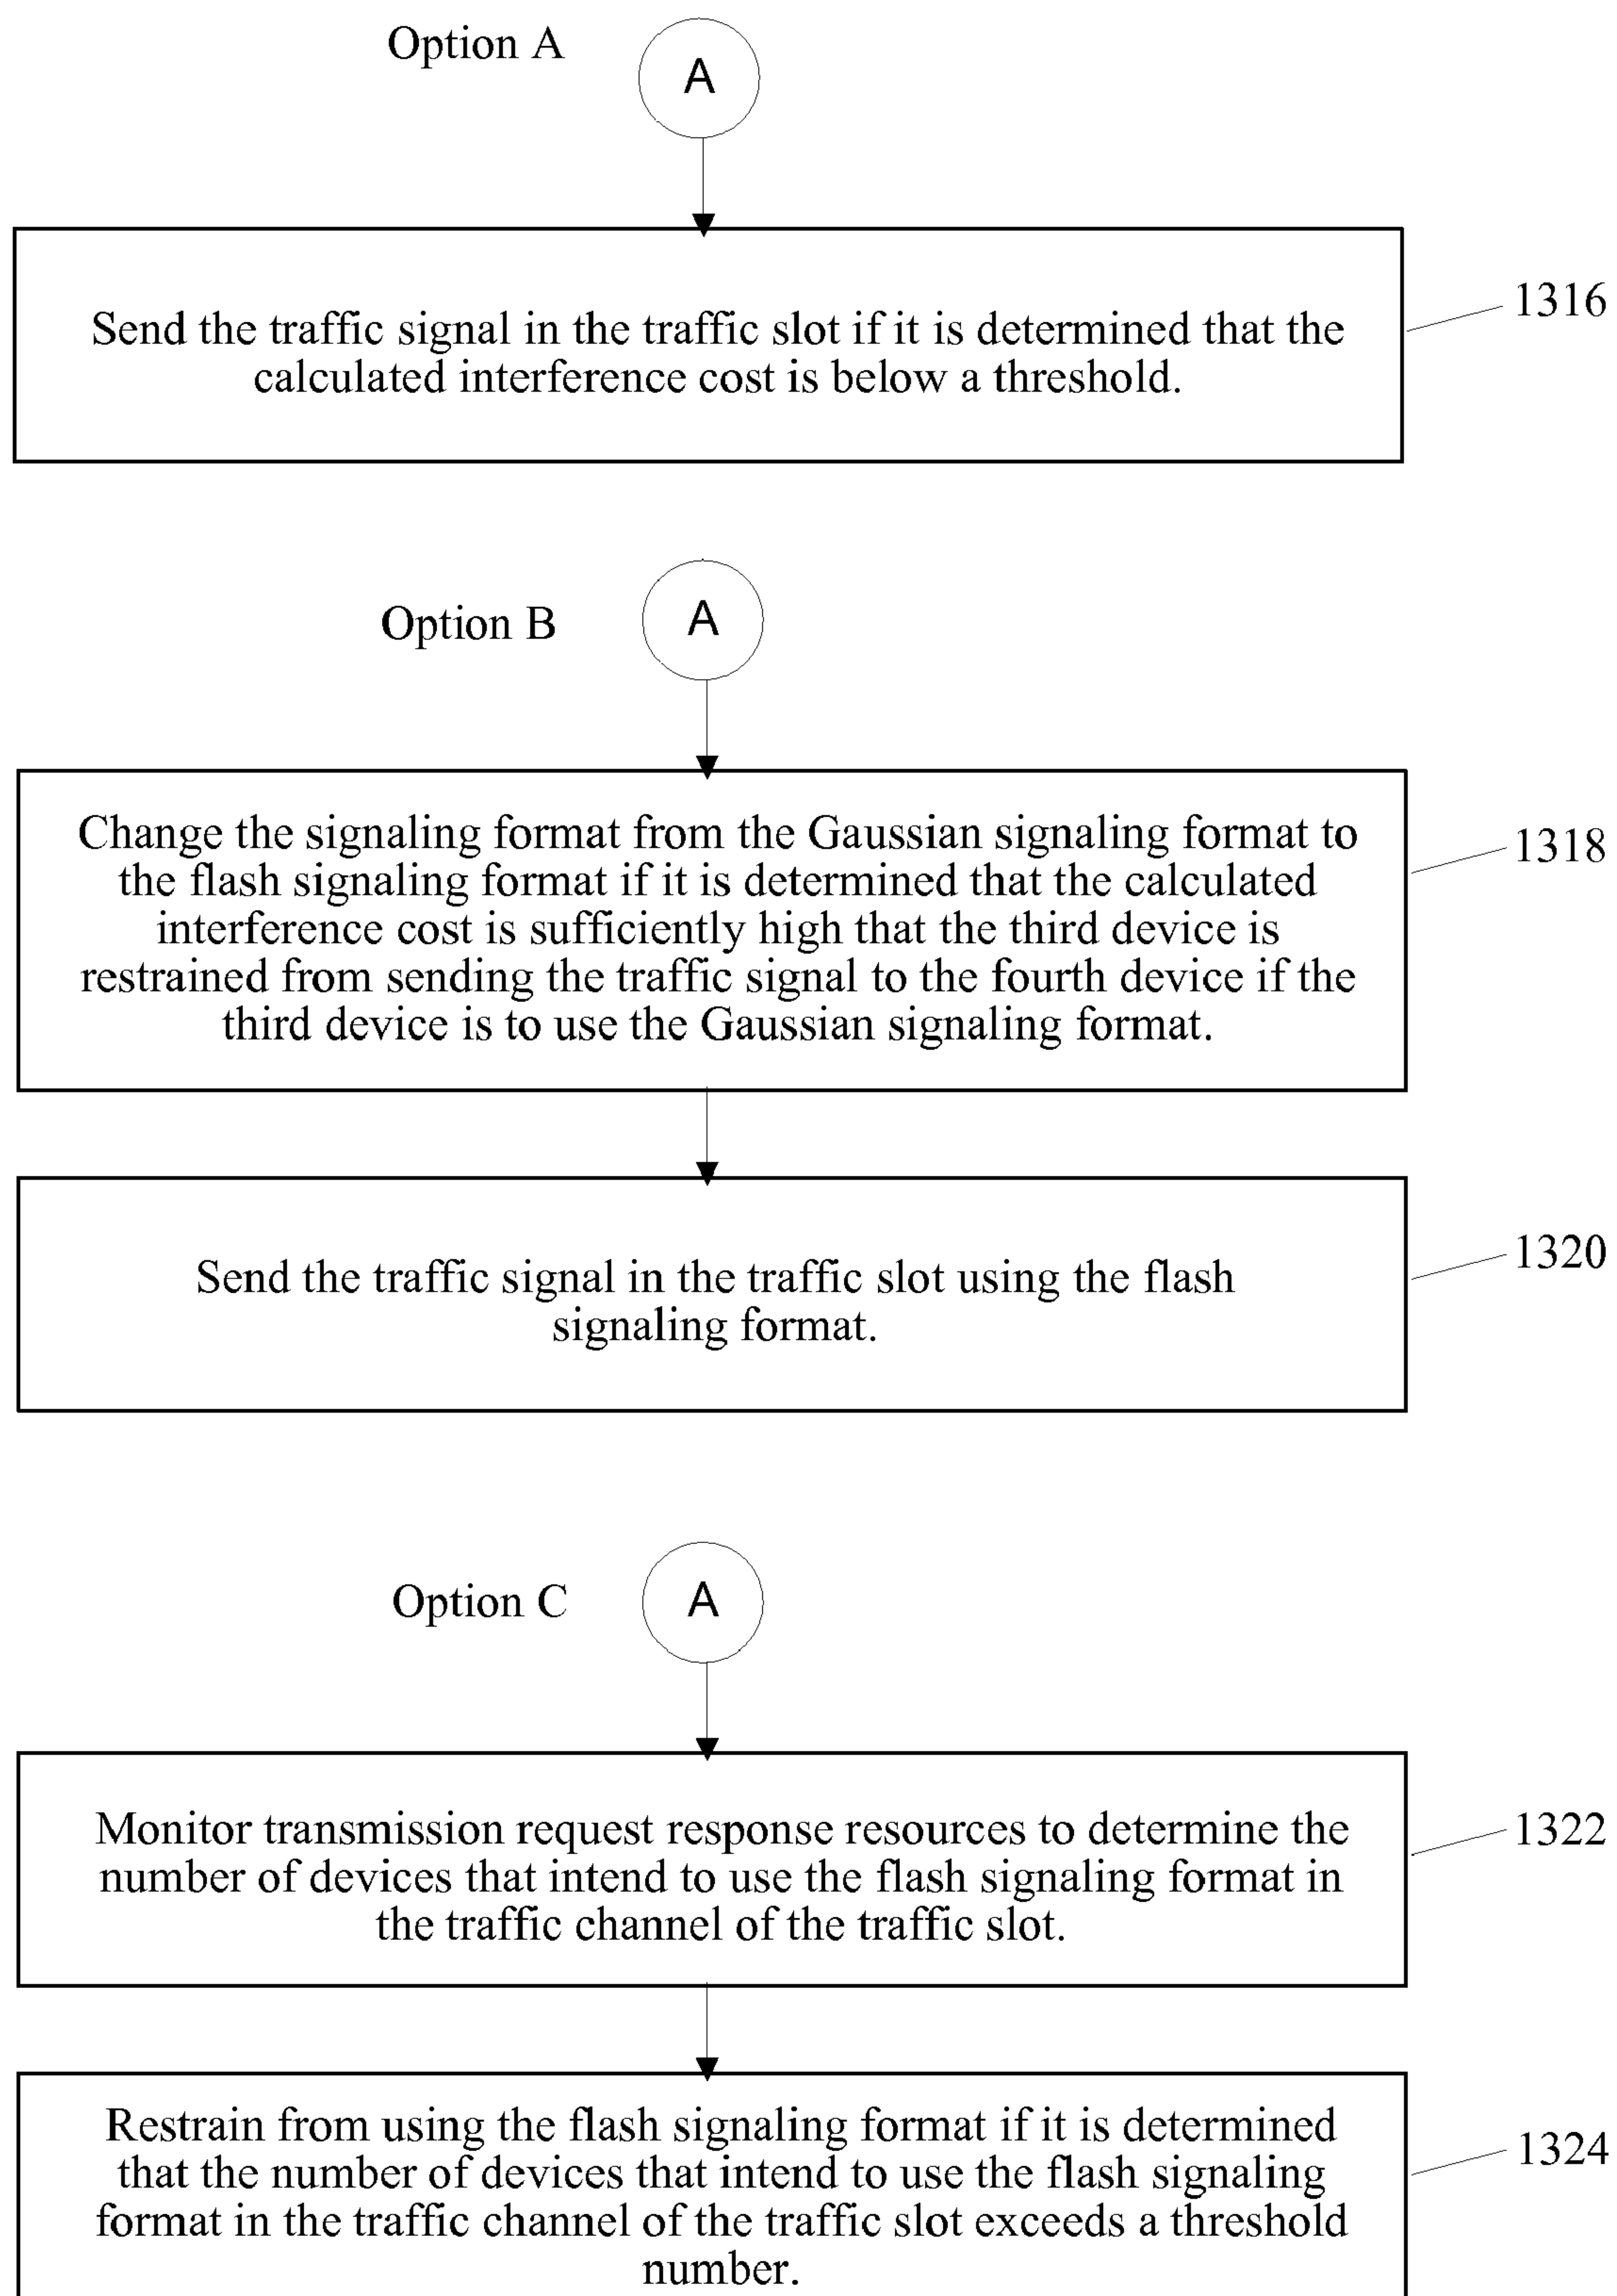 Option A
A
Send the traffic signal in the traffic slot if it is determined that the
calculated interference cost is below a threshold.
1316
Option B
A
Change the signaling format from the Gaussian signaling format to
the flash signaling format if it is determined that the calculated
interference cost is sufficiently high that the third device is
restrained from sending the traffic signal to the fourth device if the
third device is to use the Gaussian signaling format.
1318
Send the traffic signal in the traffic slot using the flash
signaling format.
1320
Option C
A
Monitor transmission request response resources to determine the
number of devices that intend to use the flash signaling format in
the traffic channel of the traffic slot.
1322
Restrain from using the flash signaling format if it is determined
that the number of devices that intend to use the flash signaling
format in the traffic channel of the traffic slot exceeds a threshold
number.
1324